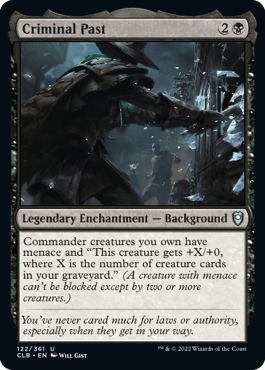 Criminal Past 2
Legendary Enchantment — Background
Commander creatures you own have
menace and “This creature gets +X/+0,
where X is the number of creature cards
in your graveyard.” (A creature with menace
can't be blocked except by two or more
creatures.)
You've never cared much for laws or authority,
especially when they get in your way.
122/361 U
CLB • EN WILL GIST
™ & © 2022 Wizards of the Coast